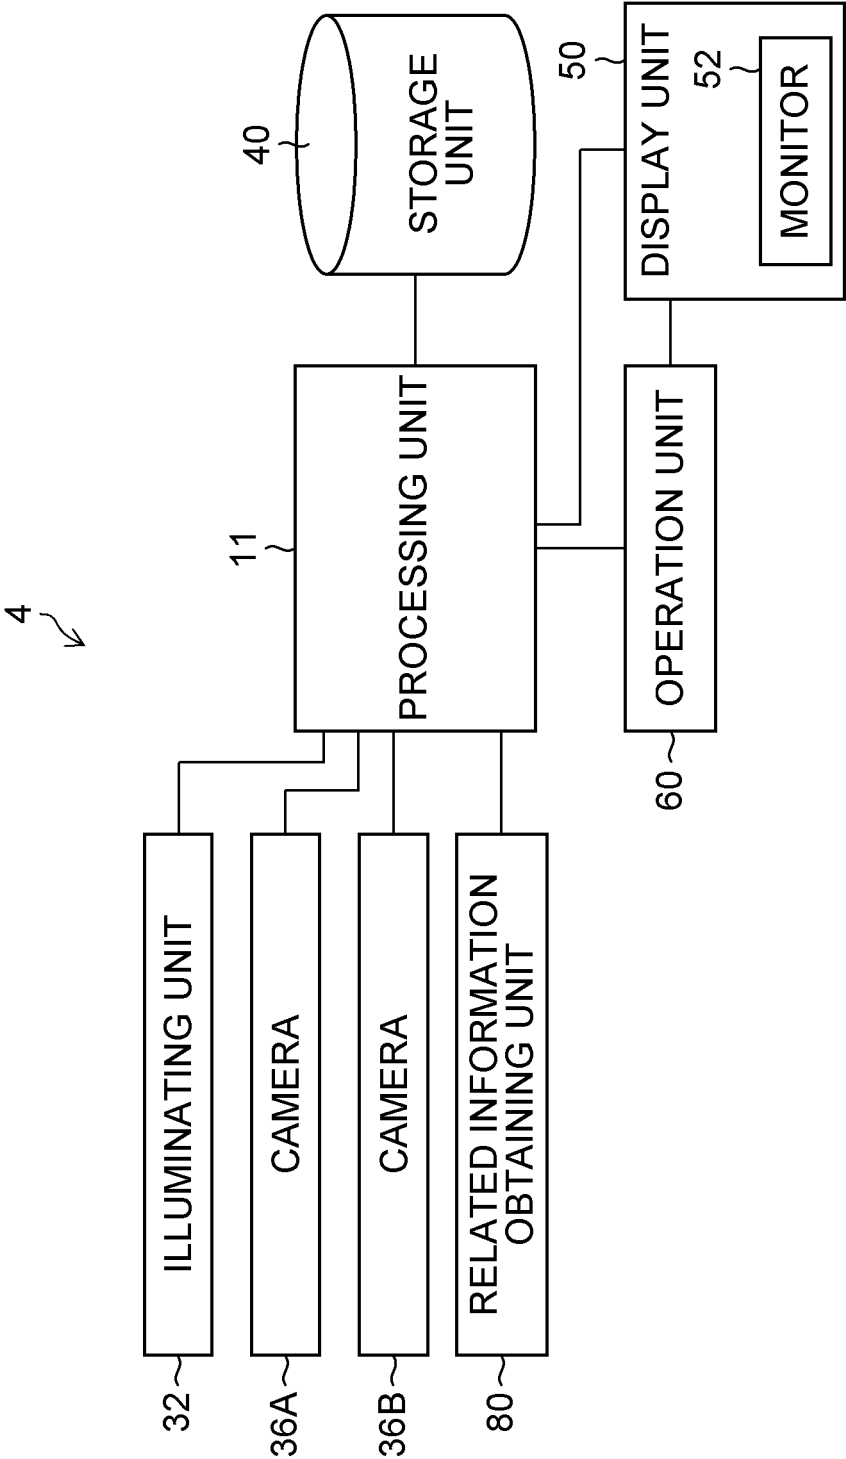 4
32
ILLUMINATING UNIT
36A
CAMERA
36B
CAMERA
80
RELATED INFORMATION
OBTAINING UNIT
11
PROCESSING UNIT
40
STORAGE
UNIT
60
OPERATION UNIT
50
DISPLAY UNIT
52
MONITOR